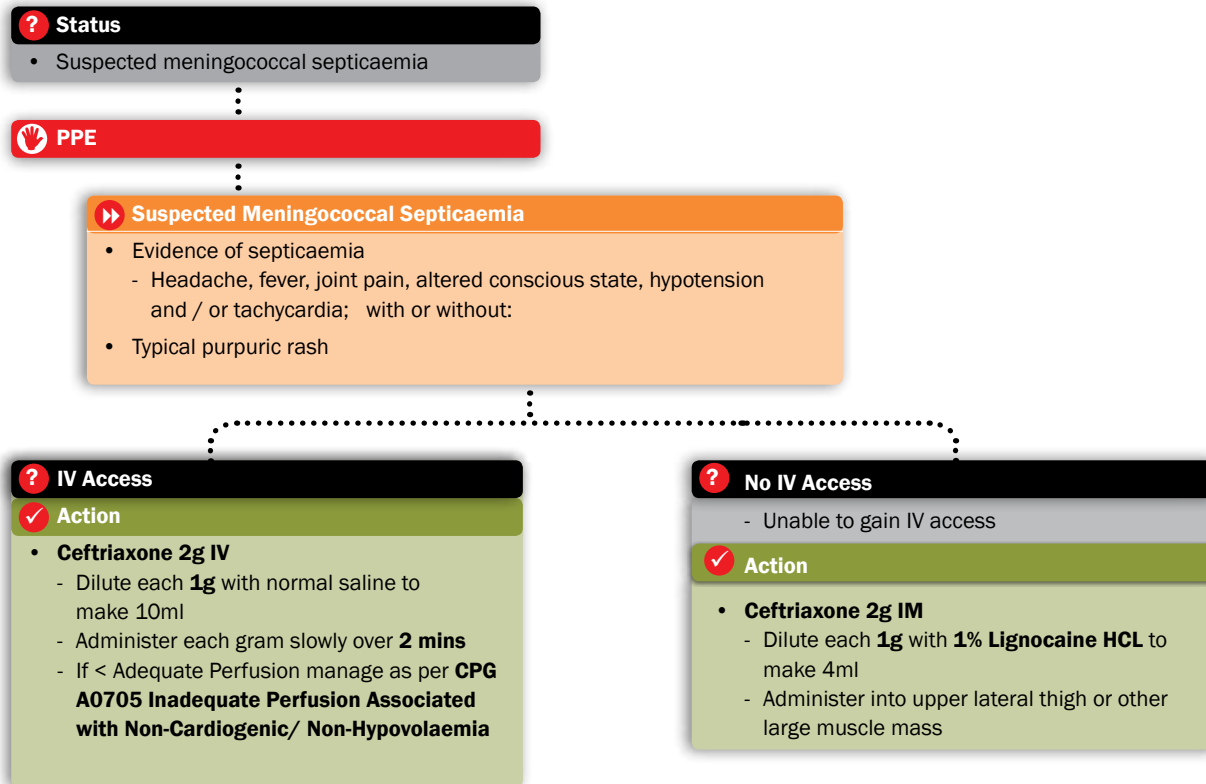 Status
• Suspected meningococcal septicaemia
PPE
Suspected Meningococcal Septicaemia
• Evidence of septicaemia
- Headache, fever, joint pain, altered conscious state, hypotension
and / or tachycardia; with or without:
• Typical purpuric rash
? IV Access
Action
• Ceftriaxone 2g IV
- Dilute each 1g with normal saline to
make 10ml
- Administer each gram slowly over 2 mins
- If < Adequate Perfusion manage as per CPG
A0705 Inadequate Perfusion Associated
with Non-Cardiogenic/ Non-Hypovolaemia
? No IV Access
- Unable to gain IV access
Action
• Ceftriaxone 2g IM
- Dilute each 1g with 1% Lignocaine HCL to
make 4ml
- Administer into upper lateral thigh or other
large muscle mass